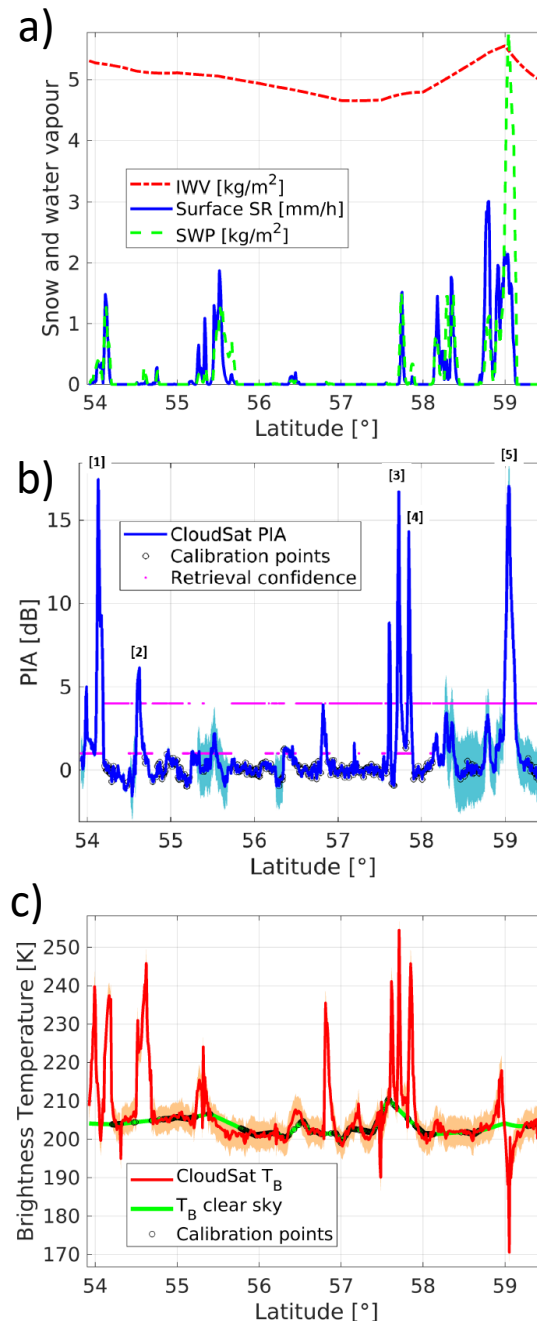 a)
Snow and water vapour
5
4
3
2
1
0
IWV [kg/m²]
Surface SR [mm/h]
SWP [kg/m²]
54 55 56 57 58 59
Latitude [°]
b)
PIA [dB]
15
10
5
0
[1]
[2]
[3]
[4]
[5]
CloudSat PIA
Calibration points
Retrieval confidence
54 55 56 57 58 59
Latitude [°]
c)
Brightness Temperature [K]
250
240
230
220
210
200
190
180
170
CloudSat T_B
T_B clear sky
Calibration points
54 55 56 57 58 59
Latitude [°]